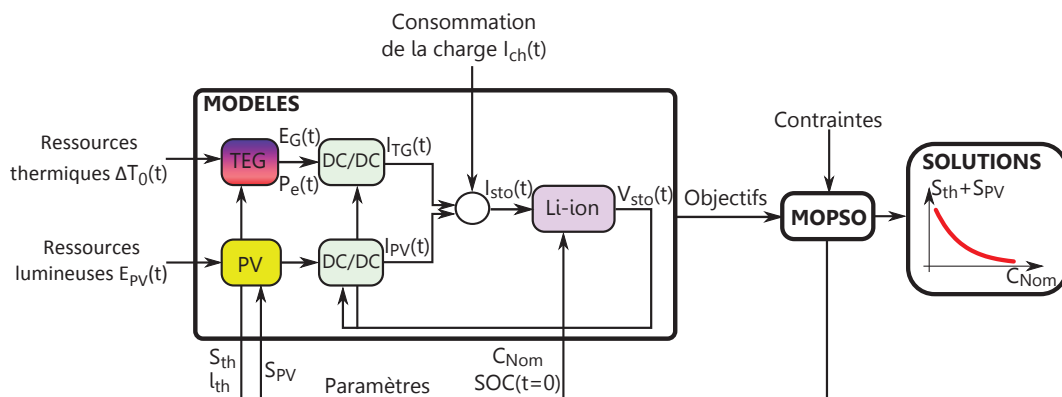 Consommation
de la charge I_ch(t)
MODELES
Ressources
thermiques ΔT_0(t)
TEG
E_G(t)
P_e(t)
DC/DC
I_TG(t)
I_sto(t)
Li-ion
V_sto(t)
Objectifs
Contraintes
MOPSO
SOLUTIONS
S_th+S_PV
C_Nom
Ressources
lumineuses E_PV(t)
PV
DC/DC
I_PV(t)
S_th
l_th
S_PV
Paramètres
C_Nom
SOC(t=0)